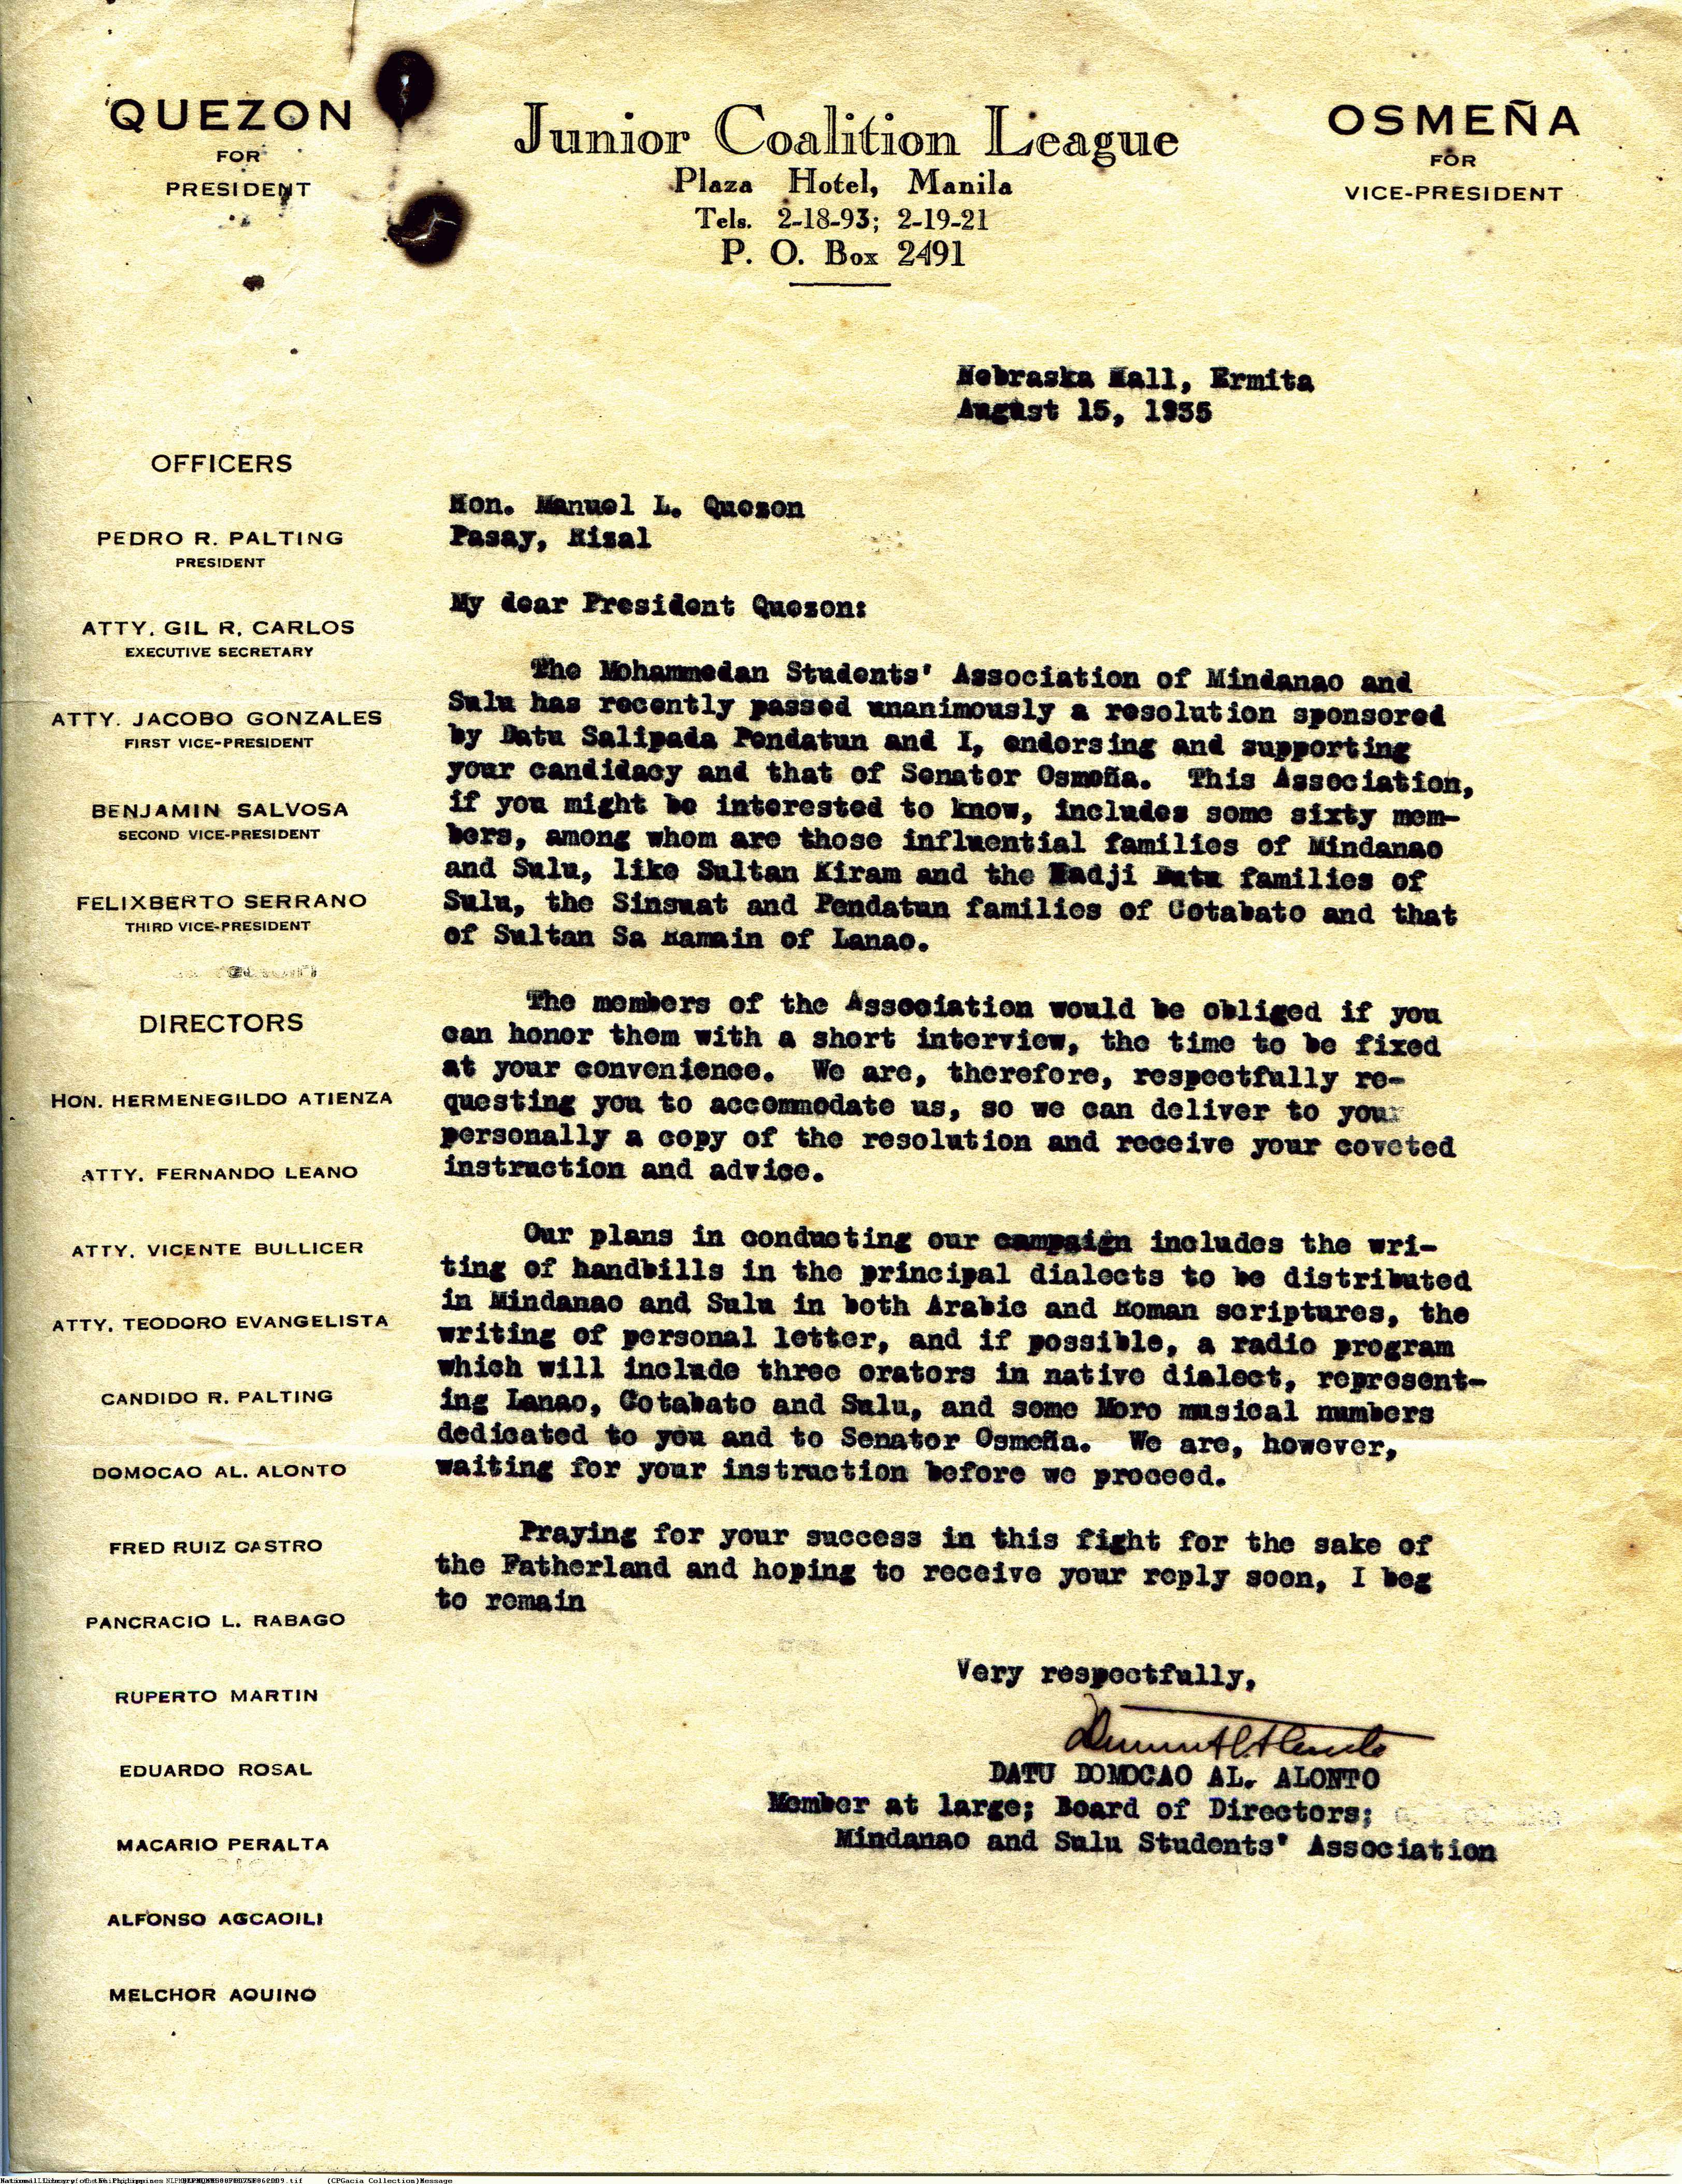 QUEZON
FOR
PRESIDENT
Junior Coalition League
Plaza Hotel, Manila
Tels. 2-18-93; 2-19-21
P. O. Box 2491
OSMEÑA
FOR
VICE-PRESIDENT
Nebraska Hall, Ermita
August 15, 1935
OFFICERS
PEDRO R. PALTING
PRESIDENT
ATTY. GIL R. CARLOS
EXECUTIVE SECRETARY
ATTY. JACOBO GONZALES
FIRST VICE-PRESIDENT
BENJAMIN SALVOSA
SECOND VICE-PRESIDENT
FELIXBERTO SERRANO
THIRD VICE-PRESIDENT
DIRECTORS
HON. HERMENEGILDO ATIENZA
ATTY. FERNANDO LEANO
ATTY. VICENTE BULLICER
ATTY. TEODORO EVANGELISTA
CANDIDO R. PALTING
DOMOCAO AL. ALONTO
FRED RUIZ CASTRO
PANCRACIO L. RABAGO
RUPERTO MARTIN
EDUARDO ROSAL
MACARIO PERALTA
ALFONSO AGCAOILI
MELCHOR AQUINO
Hon. Manuel L. Quezon
Pasay, Rizal
My dear President Quezon:
The Mohammedan Students' Association of Mindanao and
Sulu has recently passed unanimously a resolution sponsored
by Datu Salipada Pendatun and I, endorsing and supporting
your candidacy and that of Senator Osmeña. This Association,
if you might be interested to know, includes some sixty mem-
bers, among whom are those influential families of Mindanao
and Sulu, like Sultan Kiram and the Hadji Butu families of
Sulu, the Sinsuat and Pendatun families of Cotabato and that
of Sultan Sa Ramain of Lanao.
The members of the Association would be obliged if you
can honor them with a short interview, the time to be fixed
at your convenience. We are, therefore, respectfully re-
questing you to accommodate us, so we can deliver to you
personally a copy of the resolution and receive your coveted
instruction and advice.
Our plans in conducting our campaign includes the wri-
ting of handbills in the principal dialects to be distributed
in Mindanao and Sulu in both Arabic and Roman scriptures, the
writing of personal letter, and if possible, a radio program
which will include three orators in native dialect, represent-
ing Lanao, Cotabato and Sulu, and some Moro musical numbers
dedicated to you and to Senator Osmeña. We are, however,
waiting for your instruction before we proceed.
Praying for your success in this fight for the sake of
the Fatherland and hoping to receive your reply soon, I beg
to remain
Very respectfully,
DATU DOMOCAO AL. ALONTO
Member at large; Board of Directors;
Mindanao and Sulu Students' Association
(CPGacia Collection)Message